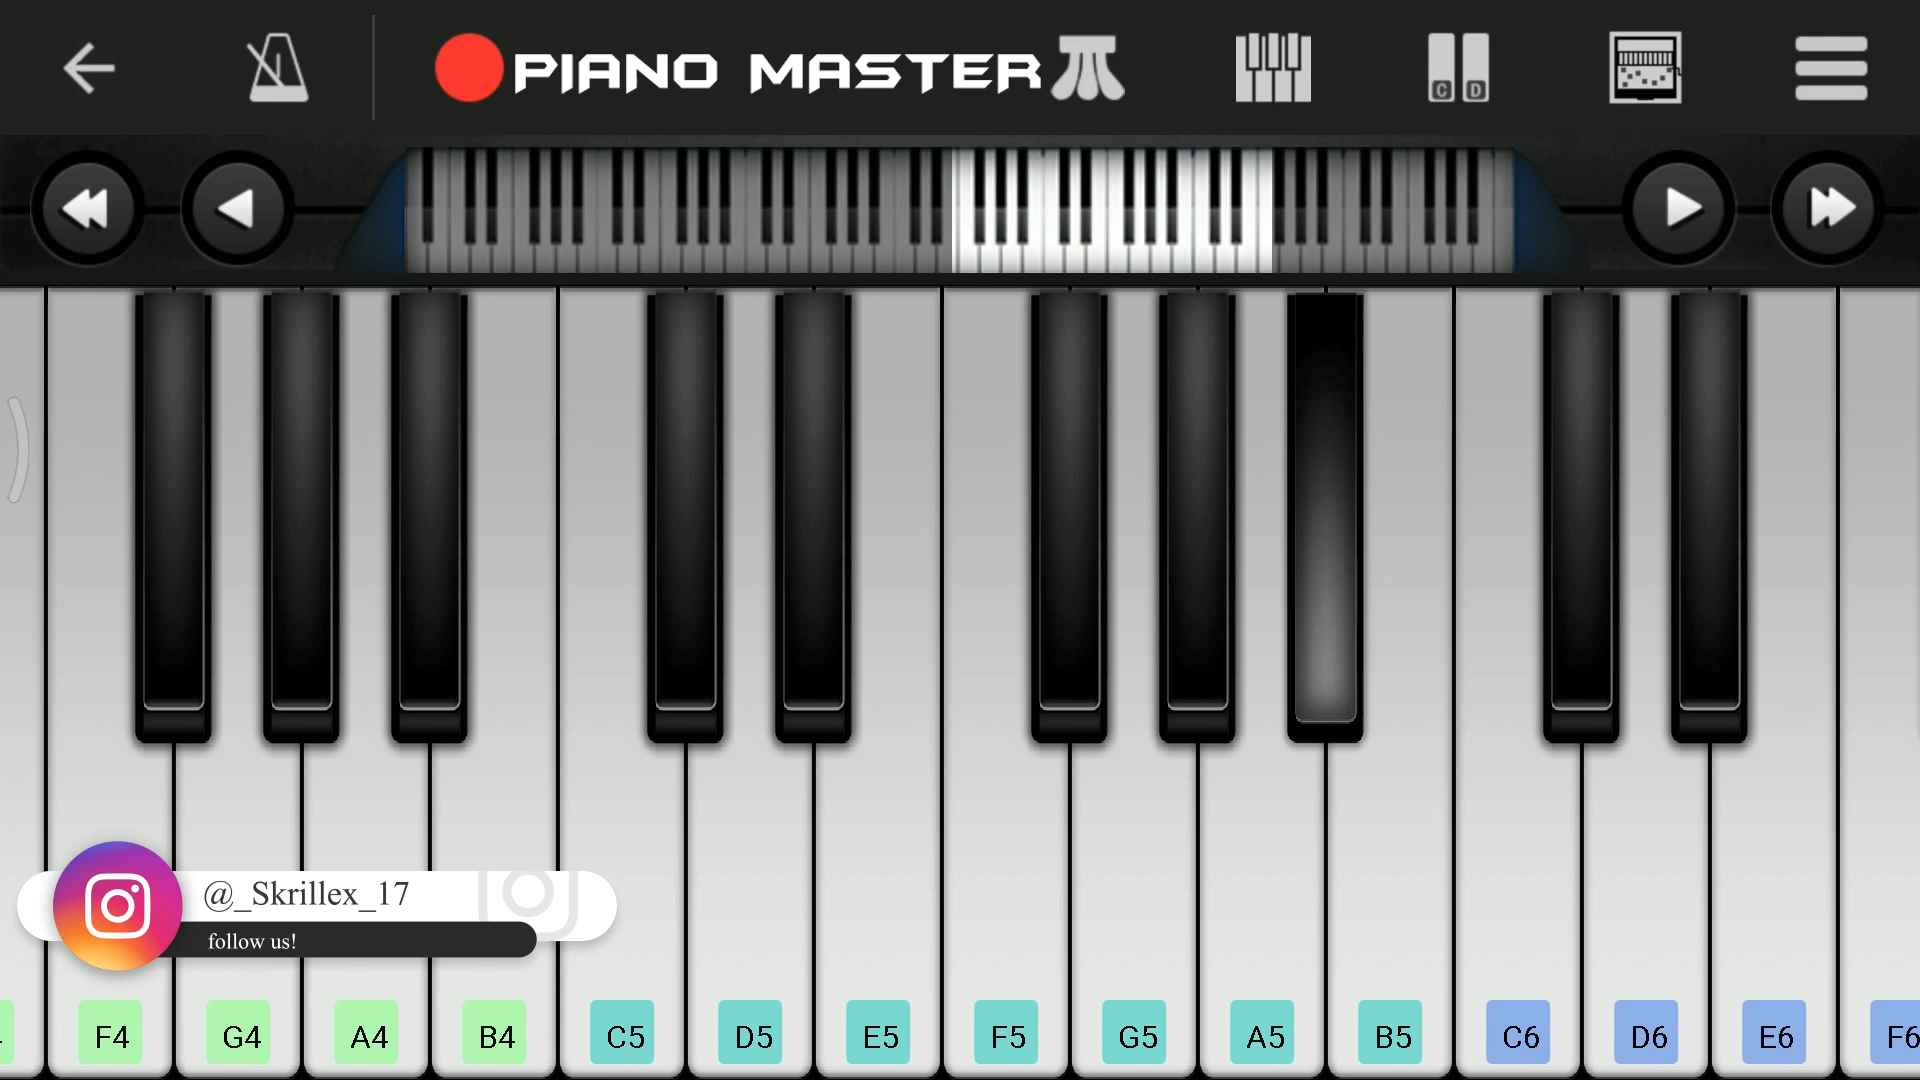 PIANO MASTER
C D
@_Skrillex_17
follow us!
F4 G4 A4 B4 C5 D5 E5 F5 G5 A5 B5 C6 D6 E6 F6